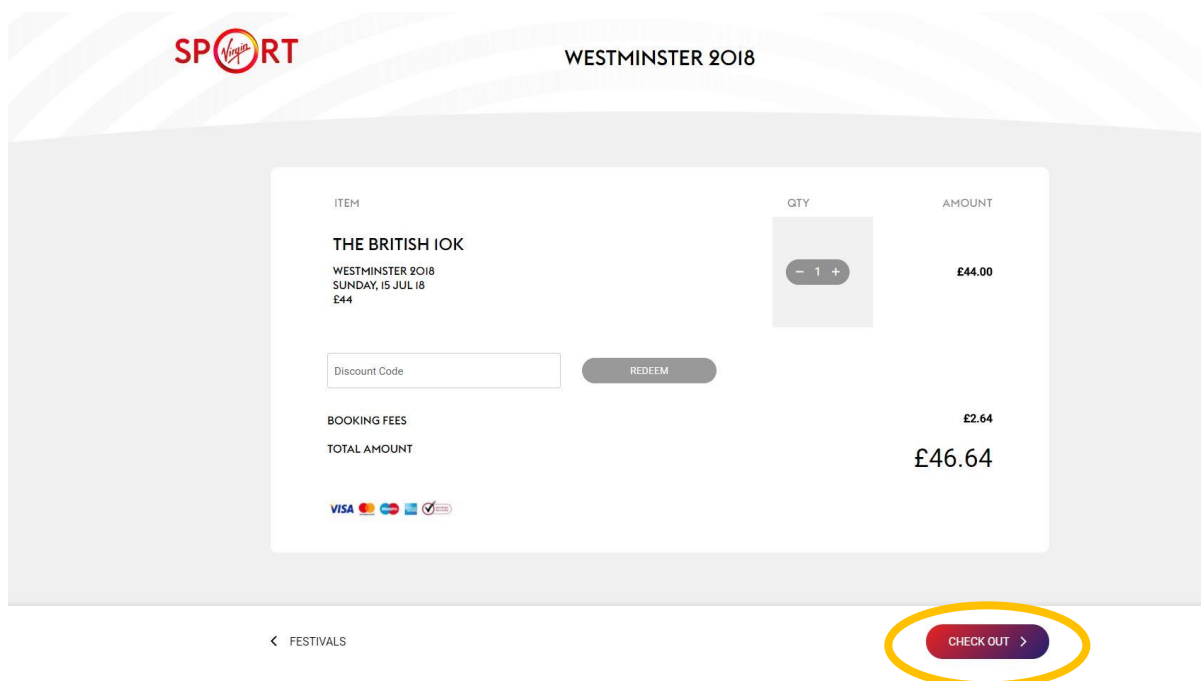 SPORT
Virgin
WESTMINSTER 2018
ITEM QTY AMOUNT
THE BRITISH 10K
WESTMINSTER 2018
SUNDAY, 15 JUL 18
£44
− 1 + £44.00
Discount Code REDEEM
BOOKING FEES £2.64
TOTAL AMOUNT £46.64
VISA
< FESTIVALS CHECK OUT >